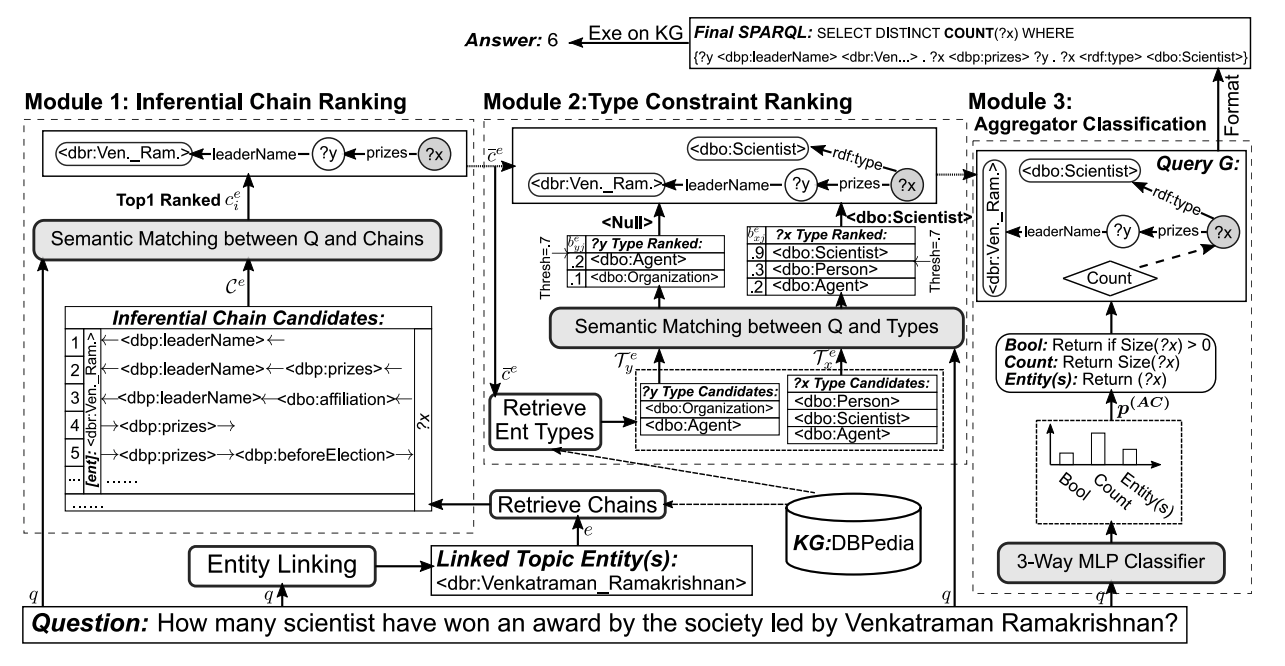 Answer: 6
Exe on KG
Final SPARQL: SELECT DISTINCT COUNT(?x) WHERE
{?y <dbp:leaderName> <dbr:Ven...> . ?x <dbp:prizes> ?y . ?x <rdf:type> <dbo:Scientist>}
Format
Module 1: Inferential Chain Ranking
<dbr:Ven._Ram.>
leaderName
?y
prizes
?x
Top1 Ranked c_i^e
Semantic Matching between Q and Chains
C^e
Inferential Chain Candidates:
[ent]: <dbr:Ven._Ram.>
1 ←<dbp:leaderName>←
2 ←<dbp:leaderName>←<dbp:prizes>←
3 ←<dbp:leaderName>←<dbo:affiliation>←
4 →<dbp:prizes>→
5 →<dbp:prizes>→<dbp:beforeElection>→
... ......
......
?x
Retrieve Chains
e
Entity Linking
Linked Topic Entity(s):
<dbr:Venkatraman_Ramakrishnan>
q
q
Module 2:Type Constraint Ranking
c̅^e
<dbo:Scientist>
rdf:type
<dbr:Ven._Ram.>
leaderName
?y
prizes
?x
<Null>
<dbo:Scientist>
Thresh=.7
b_{yj}^e ?y Type Ranked:
.2 <dbo:Agent>
.1 <dbo:Organization>
b_{xj}^e ?x Type Ranked:
.9 <dbo:Scientist>
.3 <dbo:Person>
.2 <dbo:Agent>
Thresh=.7
Semantic Matching between Q and Types
T_y^e
T_x^e
c̅^e
Retrieve
Ent Types
?y Type Candidates:
<dbo:Organization>
<dbo:Agent>
?x Type Candidates:
<dbo:Person>
<dbo:Scientist>
<dbo:Agent>
KG:DBPedia
q
Module 3:
Aggregator Classification
Query G:
<dbr:Ven._Ram.>
<dbo:Scientist>
rdf:type
leaderName
?y
prizes
?x
Count
Bool: Return if Size(?x) > 0
Count: Return Size(?x)
Entity(s): Return (?x)
p^(AC)
Bool
Count
Entity(s)
3-Way MLP Classifier
q
Question: How many scientist have won an award by the society led by Venkatraman Ramakrishnan?